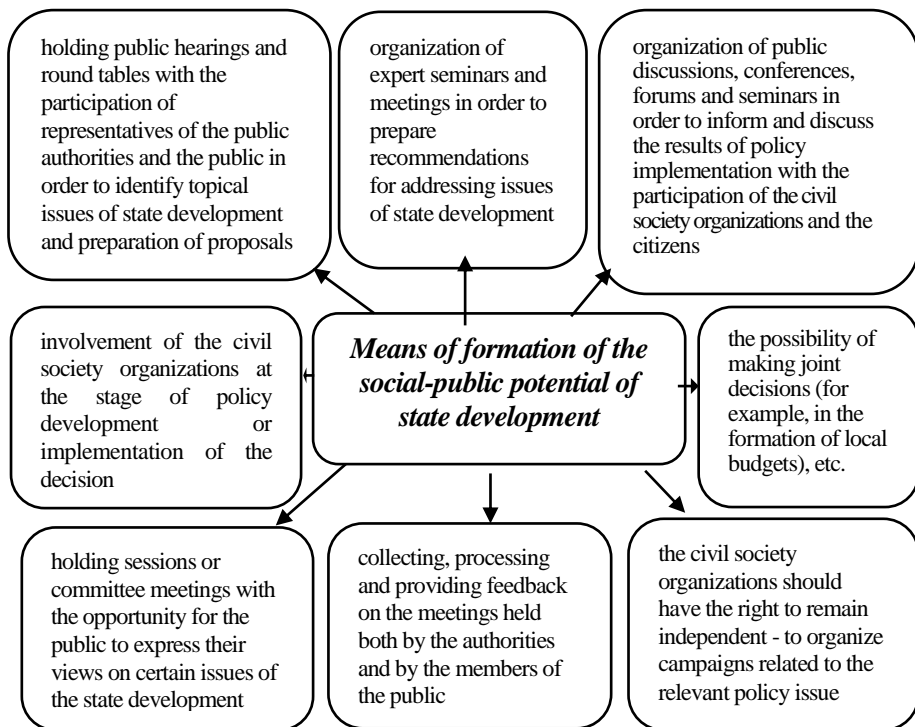 holding public hearings and
round tables with the
participation of
representatives of the public
authorities and the public in
order to identify topical
issues of state development
and preparation of proposals
organization of
expert seminars and
meetings in order to
prepare
recommendations
for addressing issues
of state development
organization of public
discussions, conferences,
forums and seminars in
order to inform and discuss
the results of policy
implementation with the
participation of the civil
society organizations and the
citizens
involvement of the civil
society organizations at
the stage of policy
development or
implementation of the
decision
Means of formation of the
social-public potential of
state development
the possibility of
making joint
decisions (for
example, in the
formation of local
budgets), etc.
holding sessions or
committee meetings with
the opportunity for the
public to express their
views on certain issues of
the state development
collecting, processing
and providing feedback
on the meetings held
both by the authorities
and by the members of
the public
the civil society
organizations should
have the right to remain
independent - to organize
campaigns related to the
relevant policy issue